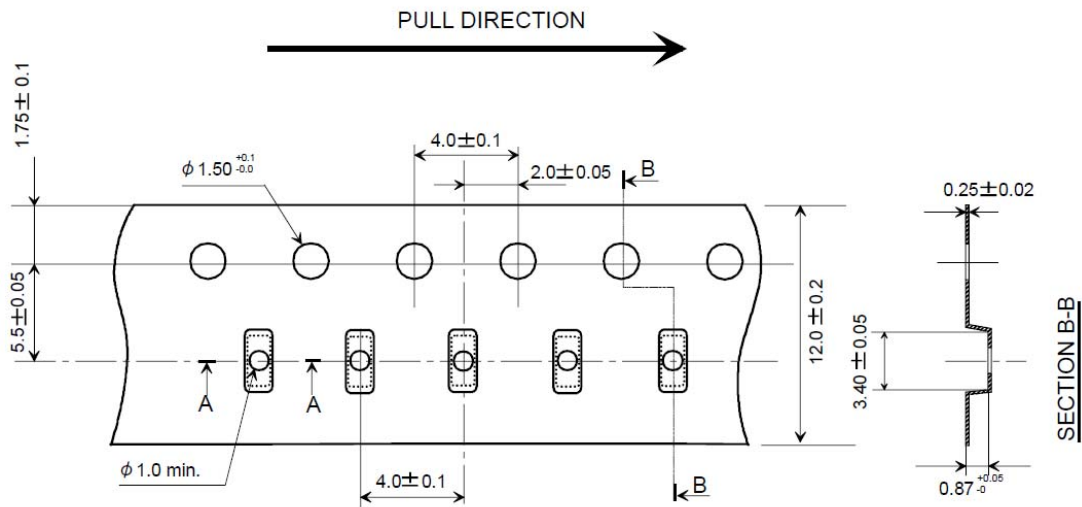 PULL DIRECTION
1.75± 0.1
4.0±0.1
ϕ 1.50 +0.1 -0.0
2.0±0.05
B
0.25±0.02
5.5±0.05
12.0 ±0.2
3.40 ±0.05
SECTION B-B
A
A
ϕ 1.0 min.
4.0±0.1
B
0.87 +0.05 -0